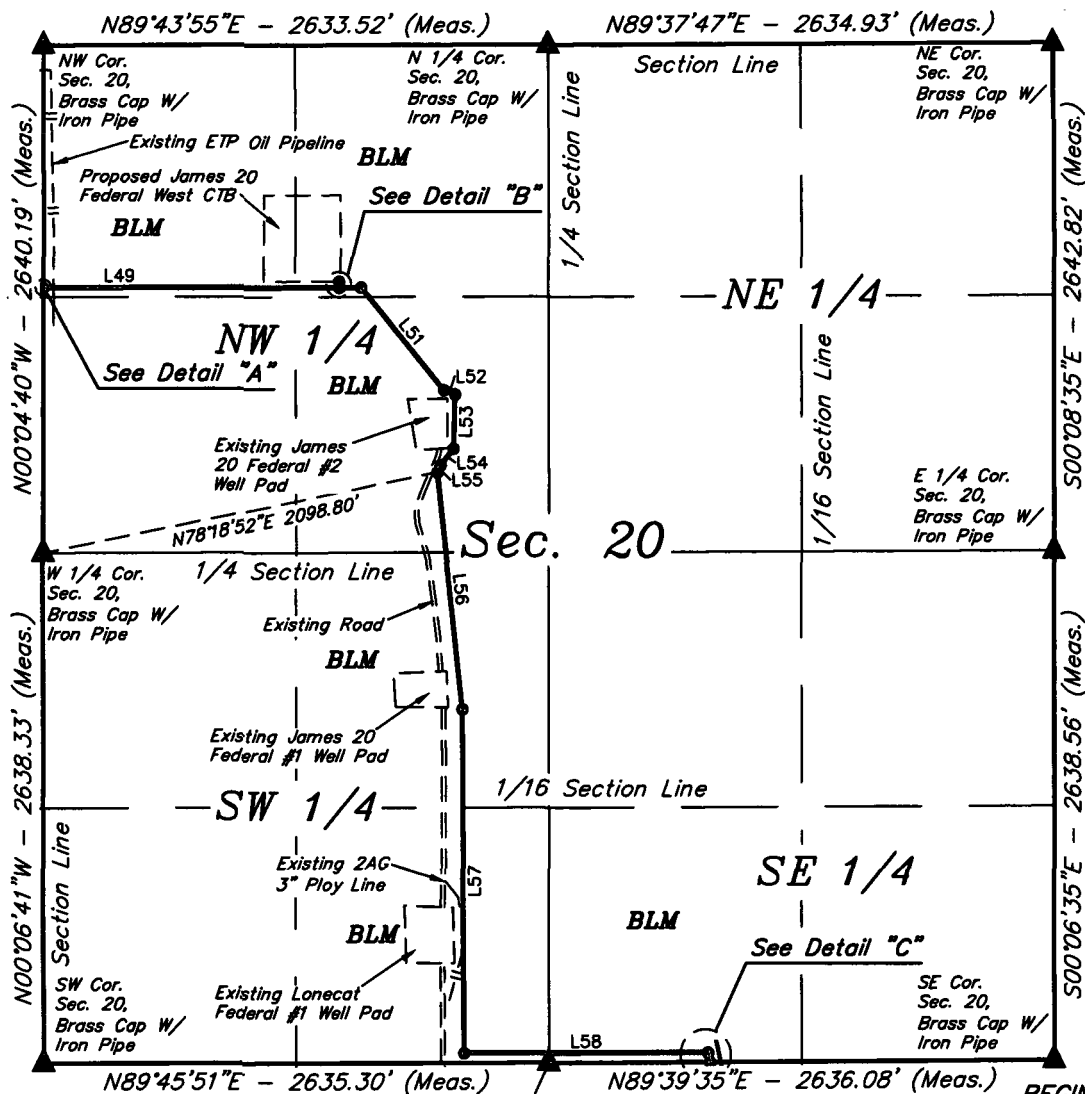 N89°43'55"E - 2633.52' (Meas.)
N89°37'47"E - 2634.93' (Meas.)
NW Cor.
Sec. 20,
Brass Cap W/
Iron Pipe
N 1/4 Cor.
Sec. 20,
Brass Cap W/
Iron Pipe
Section Line
NE Cor.
Sec. 20,
Brass Cap W/
Iron Pipe
Existing ETP Oil Pipeline
BLM
Proposed James 20
Federal West CTB
See Detail "B"
BLM
1/4 Section Line
N00°04'40"W - 2640.19' (Meas.)
S00°08'35"E - 2642.82' (Meas.)
L49
NW 1/4
NE 1/4
L51
See Detail "A"
BLM
L52
L53
1/16 Section Line
Existing James
20 Federal #2
Well Pad
L54
L55
E 1/4 Cor.
Sec. 20,
Brass Cap W/
Iron Pipe
N78°18'52"E 2098.80'
Sec. 20
W 1/4 Cor.
Sec. 20,
Brass Cap W/
Iron Pipe
1/4 Section Line
L56
Existing Road
BLM
Existing James 20
Federal #1 Well Pad
N00°06'41"W - 2638.33' (Meas.)
S00°06'35"E - 2638.56' (Meas.)
1/16 Section Line
SW 1/4
Section Line
Existing 2AG
3" Ploy Line
L57
SE 1/4
BLM
BLM
See Detail "C"
SW Cor.
Sec. 20,
Brass Cap W/
Iron Pipe
Existing Lonecat
Federal #1 Well Pad
SE Cor.
Sec. 20,
Brass Cap W/
Iron Pipe
L58
N89°45'51"E - 2635.30' (Meas.)
N89°39'35"E - 2636.08' (Meas.)